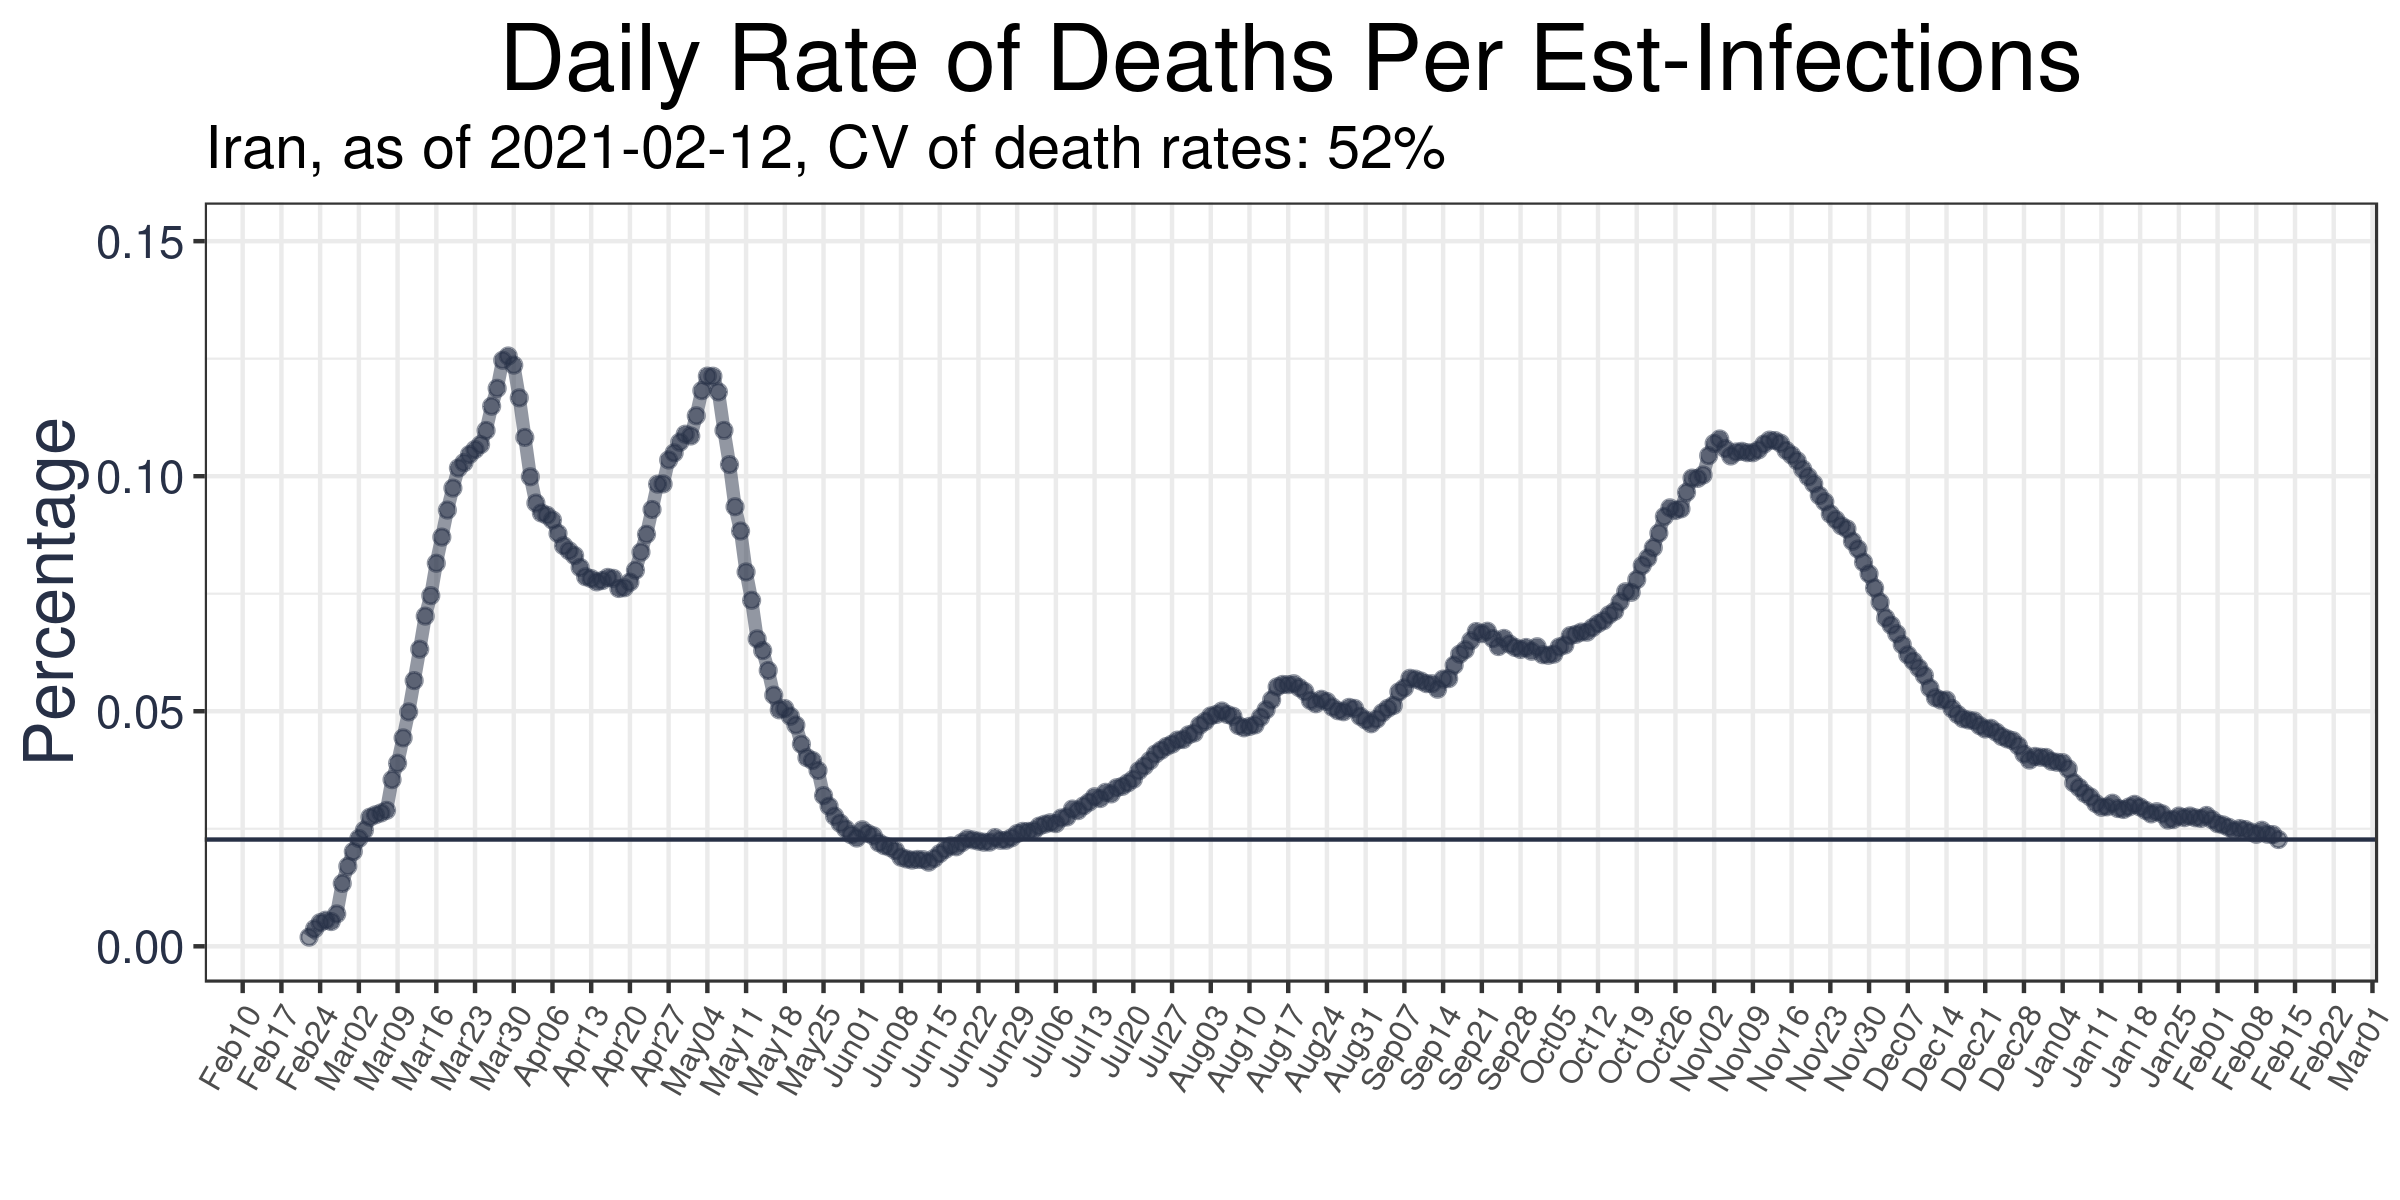 Daily Rate of Deaths Per Est-Infections
Iran, as of 2021-02-12, CV of death rates: 52%
Percentage
0.15
0.10
0.05
0.00
Feb10
Feb17
Feb24
Mar02
Mar09
Mar16
Mar23
Mar30
Apr06
Apr13
Apr20
Apr27
May04
May11
May18
May25
Jun01
Jun08
Jun15
Jun22
Jun29
Jul06
Jul13
Jul20
Jul27
Aug03
Aug10
Aug17
Aug24
Aug31
Sep07
Sep14
Sep21
Sep28
Oct05
Oct12
Oct19
Oct26
Nov02
Nov09
Nov16
Nov23
Nov30
Dec07
Dec14
Dec21
Dec28
Jan04
Jan11
Jan18
Jan25
Feb01
Feb08
Feb15
Feb22
Mar01